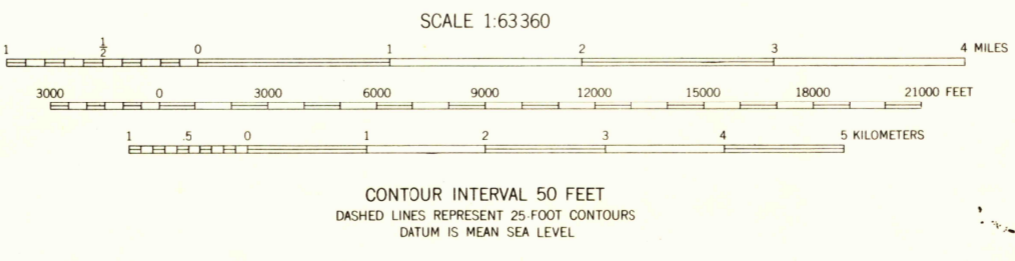 SCALE 1:63360
1 ½ 0 1 2 3 4 MILES
3000 0 3000 6000 9000 12000 15000 18000 21000 FEET
1 .5 0 1 2 3 4 5 KILOMETERS
CONTOUR INTERVAL 50 FEET
DASHED LINES REPRESENT 25-FOOT CONTOURS
DATUM IS MEAN SEA LEVEL